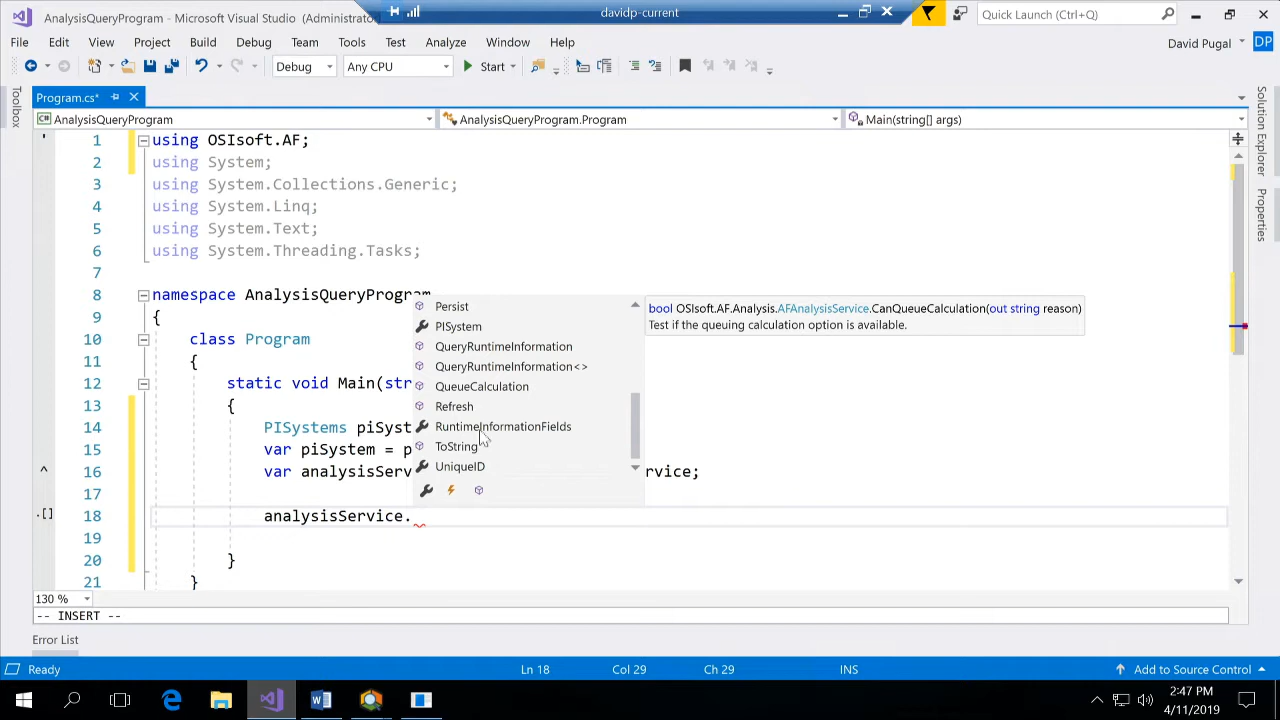 AnalysisQueryProgram - Microsoft Visual Studio (Administrat
davidp-current
Quick Launch (Ctrl+Q)
File Edit View Project Build Debug Team Tools Test Analyze Window Help
David Pugal DP
Debug Any CPU Start
Program.cs*
Toolbox
AnalysisQueryProgram AnalysisQueryProgram.Program Main(string[] args)
Solution Explorer
Properties
1 using OSIsoft.AF;
2 using System;
3 using System.Collections.Generic;
4 using System.Linq;
5 using System.Text;
6 using System.Threading.Tasks;
7
8 namespace AnalysisQueryProgram
9 {
10 class Program
11 {
12 static void Main(str
13 {
14 PISystems piSyst
15 var piSystem = p
16 var analysisServ rvice;
17
18 analysisService.
19
20 }
21 }
Persist
PISystem
QueryRuntimeInformation
QueryRuntimeInformation<>
QueueCalculation
Refresh
RuntimeInformationFields
ToString
UniqueID
bool OSIsoft.AF.Analysis.AFAnalysisService.CanQueueCalculation(out string reason)
Test if the queuing calculation option is available.
130 %
-- INSERT --
Error List
Ready Ln 18 Col 29 Ch 29 INS Add to Source Control
2:47 PM
4/11/2019